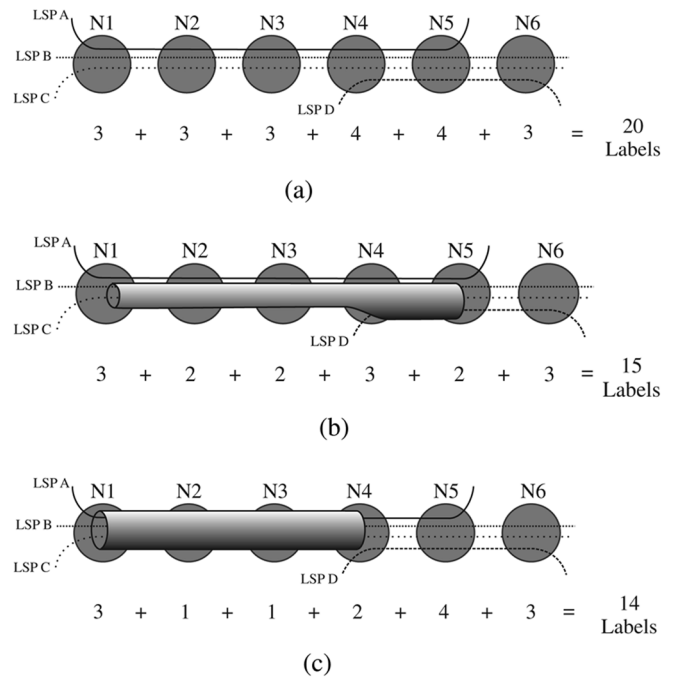 LSP A N1 N2 N3 N4 N5 N6
LSP B
LSP C
LSP D
3 + 3 + 3 + 4 + 4 + 3 = 20
Labels
(a)
LSP A N1 N2 N3 N4 N5 N6
LSP B
LSP C
LSP D
3 + 2 + 2 + 3 + 2 + 3 = 15
Labels
(b)
LSP A N1 N2 N3 N4 N5 N6
LSP B
LSP C
LSP D
3 + 1 + 1 + 2 + 4 + 3 = 14
Labels
(c)